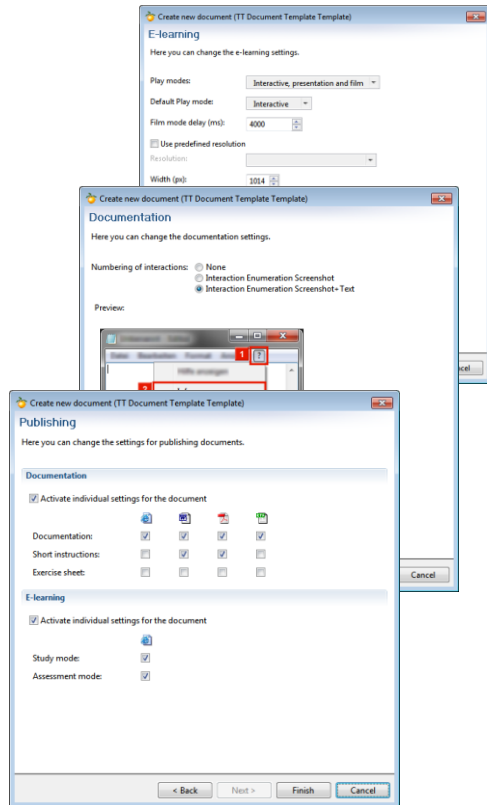 Create new document (TT Document Template Template)
E-learning
Here you can change the e-learning settings.
Play modes: Interactive, presentation and film
Default Play mode: Interactive
Film mode delay (ms): 4000
Use predefined resolution
Resolution:
Width (px): 1014
Create new document (TT Document Template Template)
Documentation
Here you can change the documentation settings.
Numbering of interactions: None
Interaction Enumeration Screenshot
Interaction Enumeration Screenshot+Text
Preview:
Datei Bearbeiten Format 1 ?
Hilfe anzeigen
2
Cancel
Create new document (TT Document Template Template)
Publishing
Here you can change the settings for publishing documents.
Documentation
Activate individual settings for the document
Documentation:
Short instructions:
Exercise sheet:
E-learning
Activate individual settings for the document
Study mode:
Assessment mode:
< Back Next > Finish Cancel